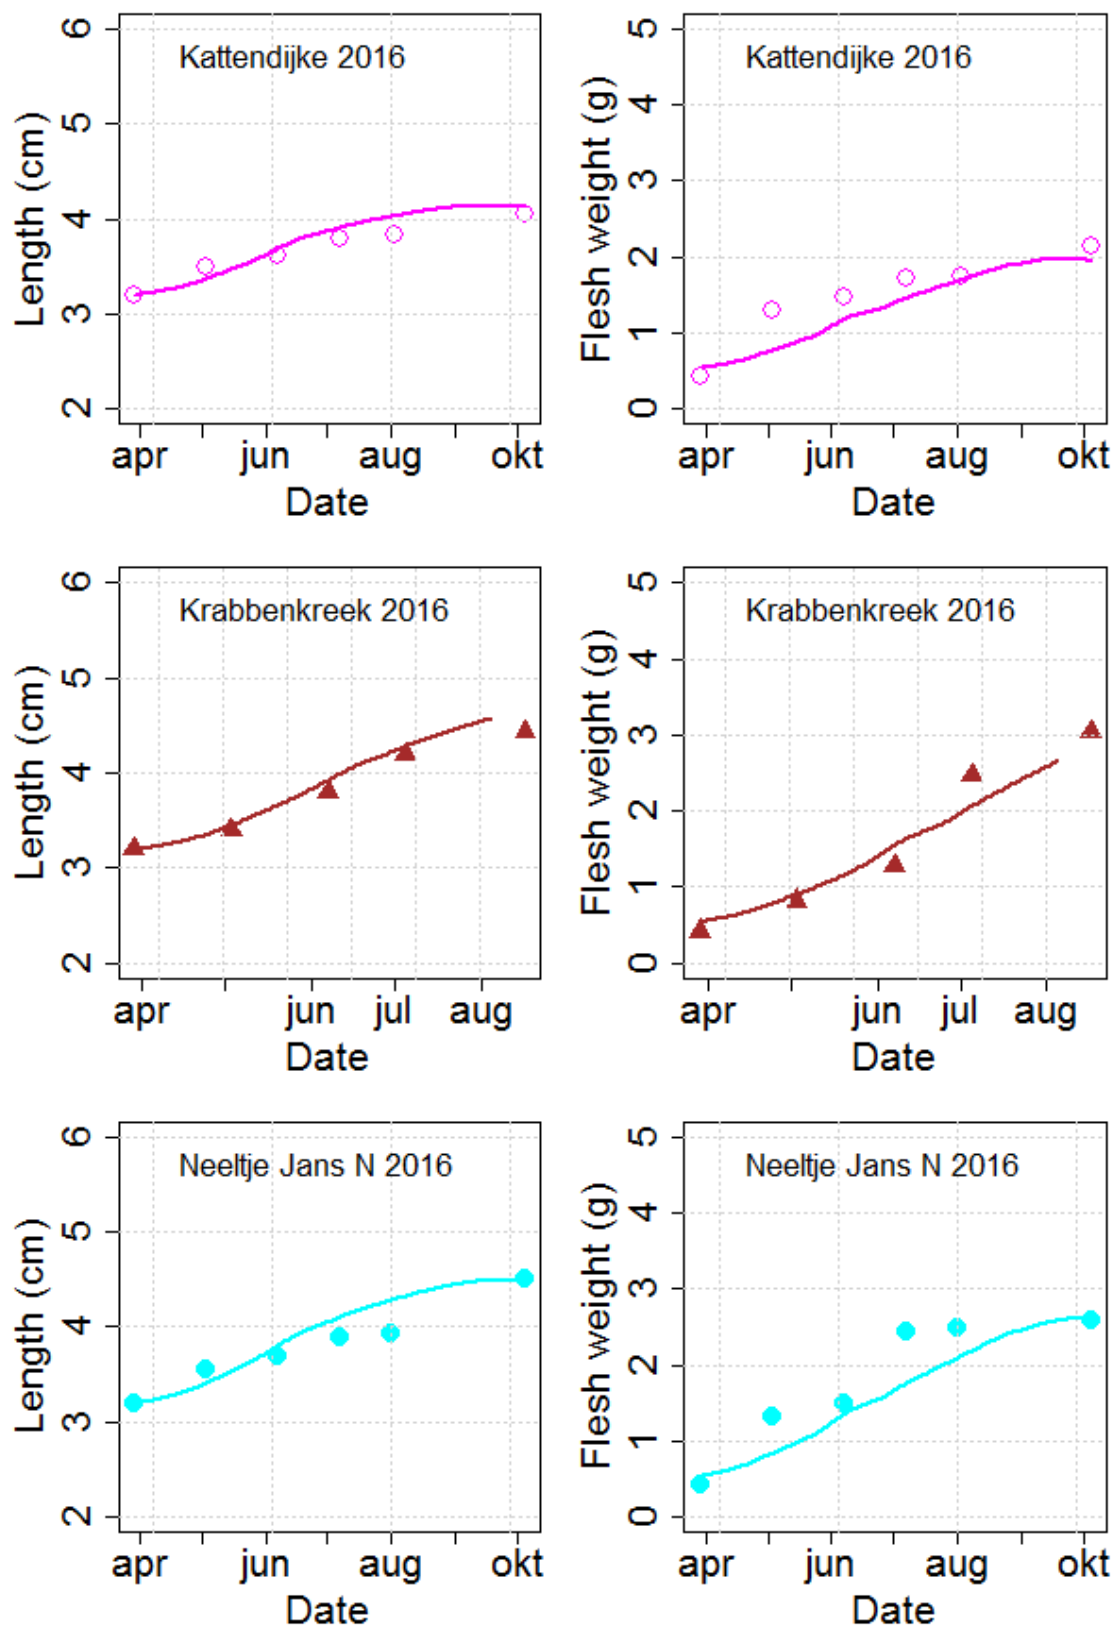 Kattendijke 2016
Length (cm)
6
5
4
3
2
apr jun aug okt
Date
Kattendijke 2016
Flesh weight (g)
5
4
3
2
1
0
apr jun aug okt
Date
Krabbenkreek 2016
Length (cm)
6
5
4
3
2
apr jun jul aug
Date
Krabbenkreek 2016
Flesh weight (g)
5
4
3
2
1
0
apr jun jul aug
Date
Neeltje Jans N 2016
Length (cm)
6
5
4
3
2
apr jun aug okt
Date
Neeltje Jans N 2016
Flesh weight (g)
5
4
3
2
1
0
apr jun aug okt
Date